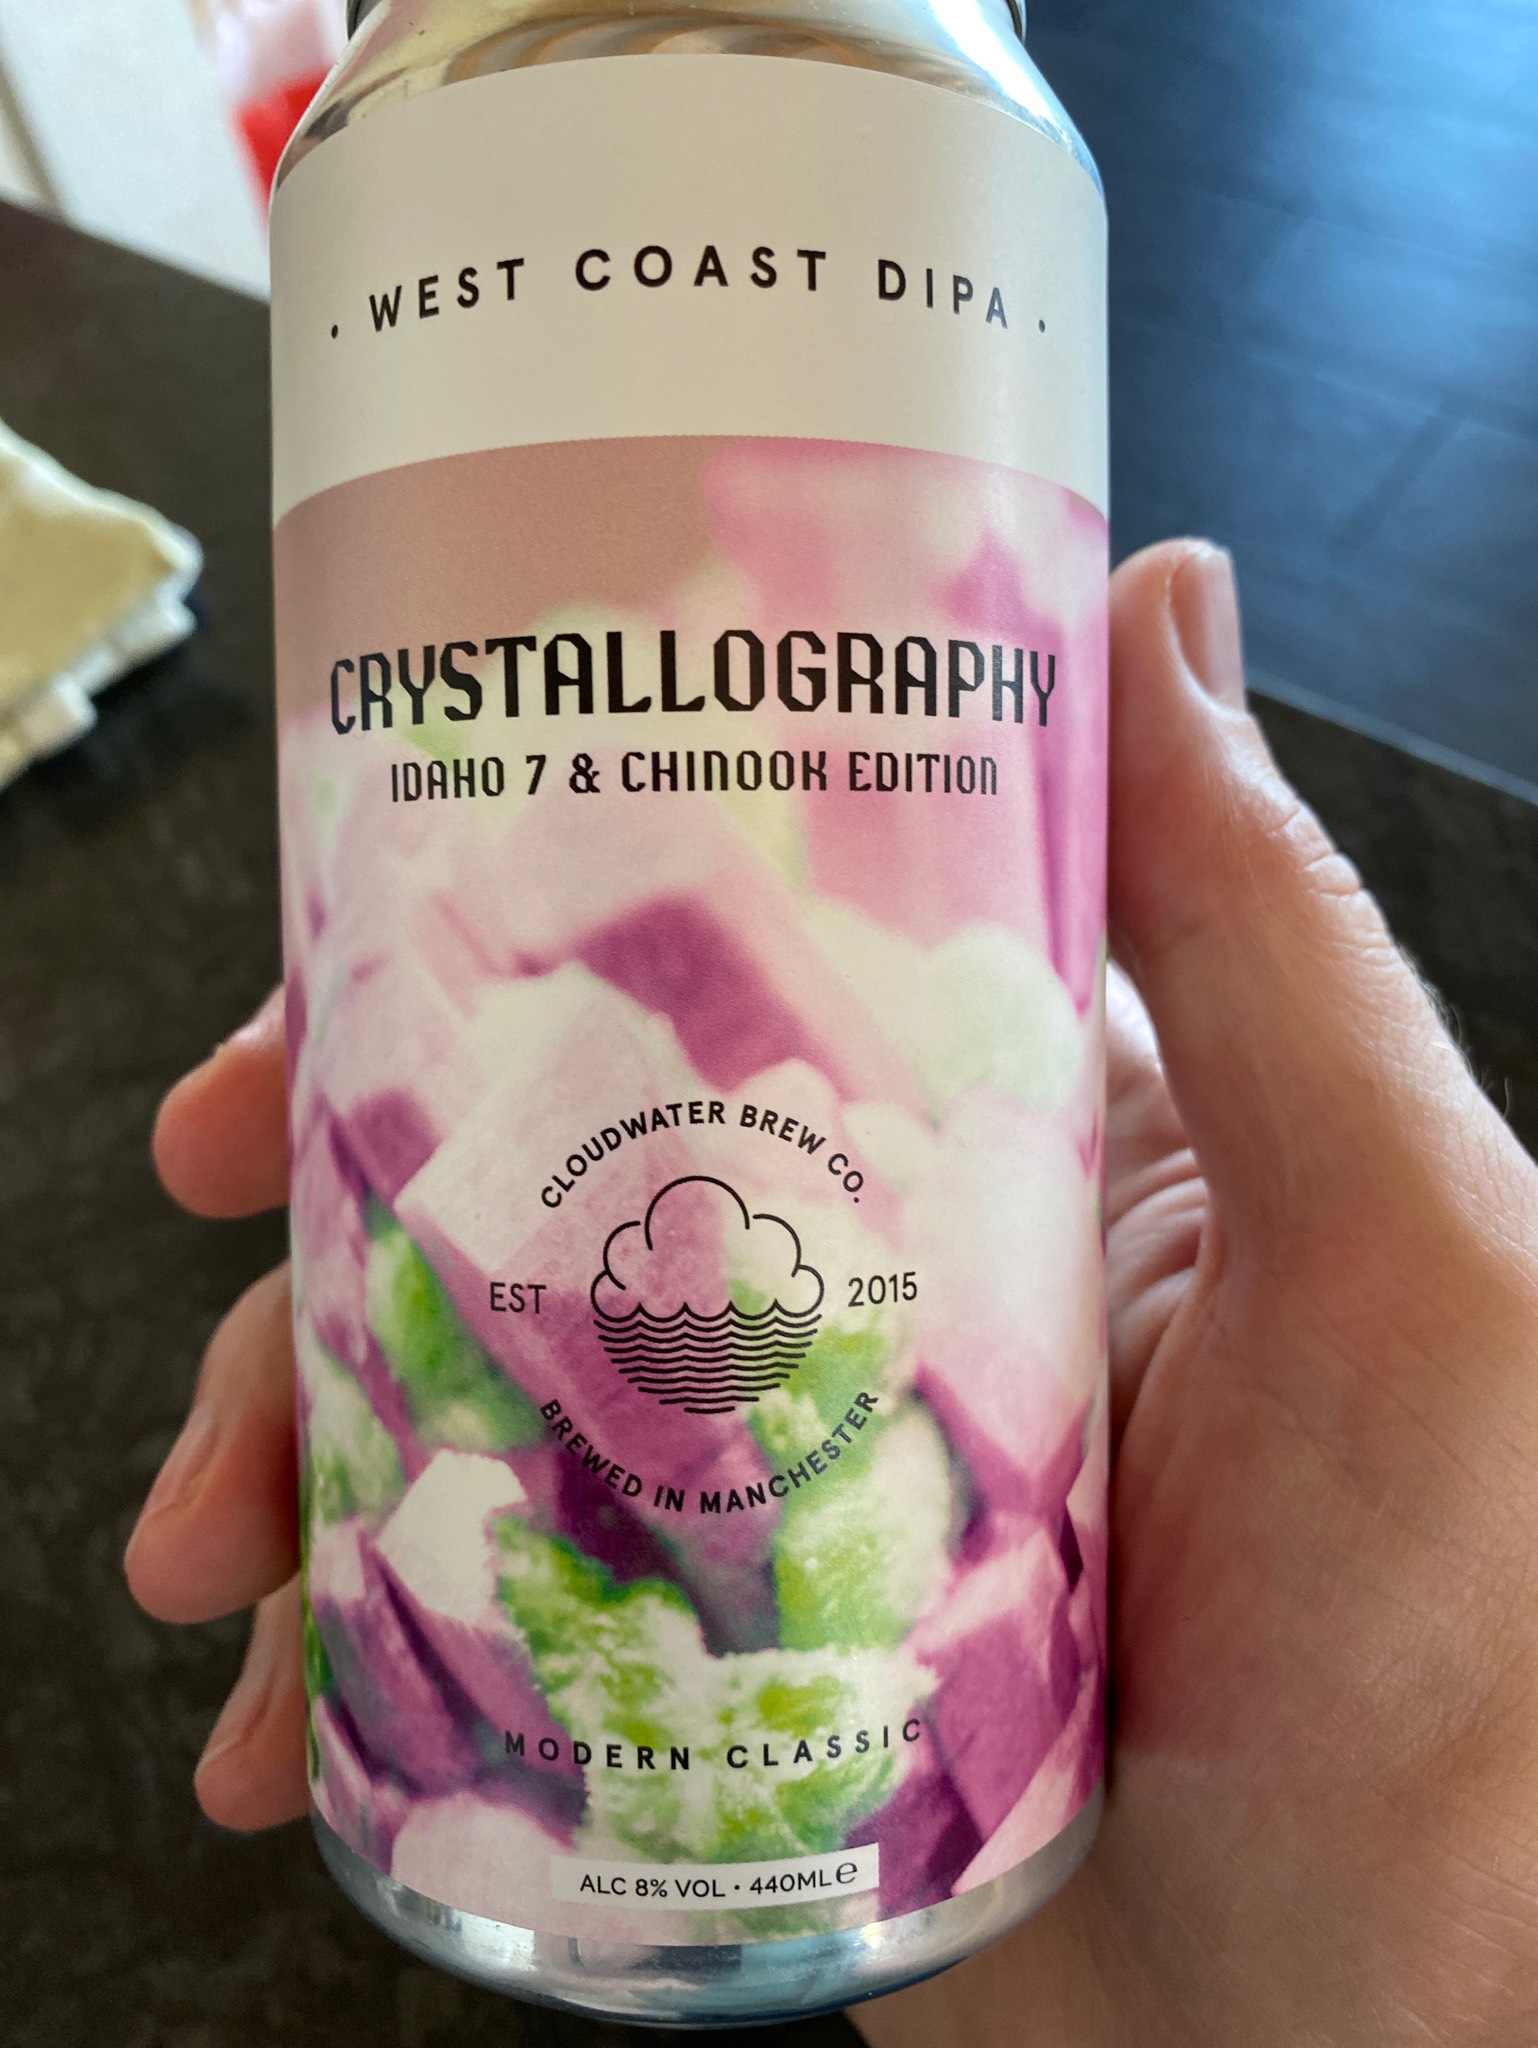 · WEST COAST DIPA ·
CRYSTALLOGRAPHY
IDAHO 7 & CHINOOK EDITION
CLOUDWATER BREW CO.
EST 2015
BREWED IN MANCHESTER
MODERN CLASSIC
ALC 8% VOL · 440ML ℮